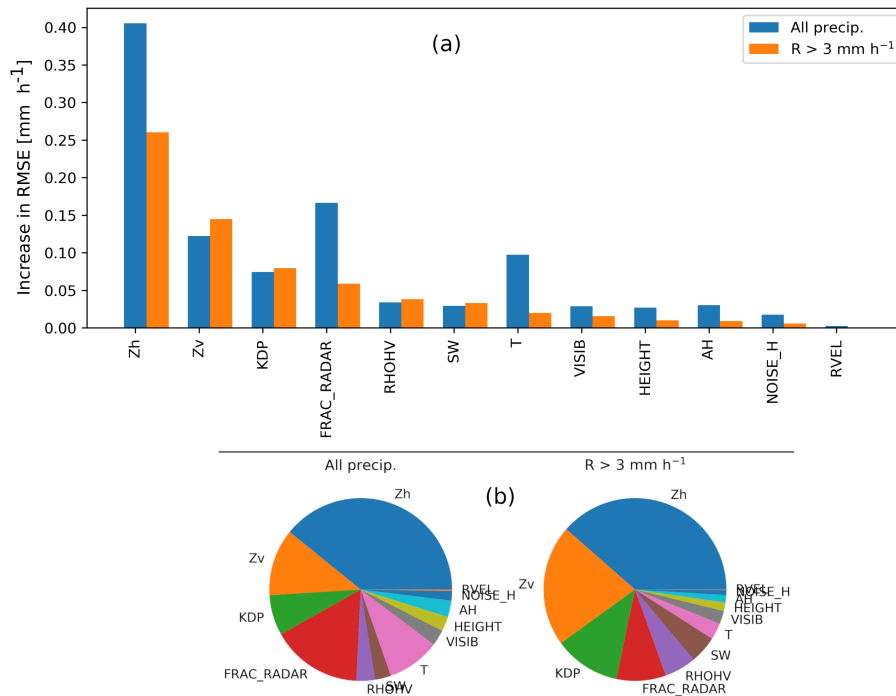 (a)
All precip.
R > 3 mm h⁻¹
Increase in RMSE [mm h⁻¹]
0.40
0.35
0.30
0.25
0.20
0.15
0.10
0.05
0.00
Zh
Zv
KDP
FRAC_RADAR
RHOHV
SW
T
VISIB
HEIGHT
AH
NOISE_H
RVEL
All precip.
R > 3 mm h⁻¹
(b)
Zh
Zv
KDP
FRAC_RADAR
RHOHV
SW
T
VISIB
HEIGHT
AH
NOISE_H
RVEL
Zh
Zv
KDP
FRAC_RADAR
RHOHV
SW
T
VISIB
HEIGHT
AH
NOISE_H
RVEL